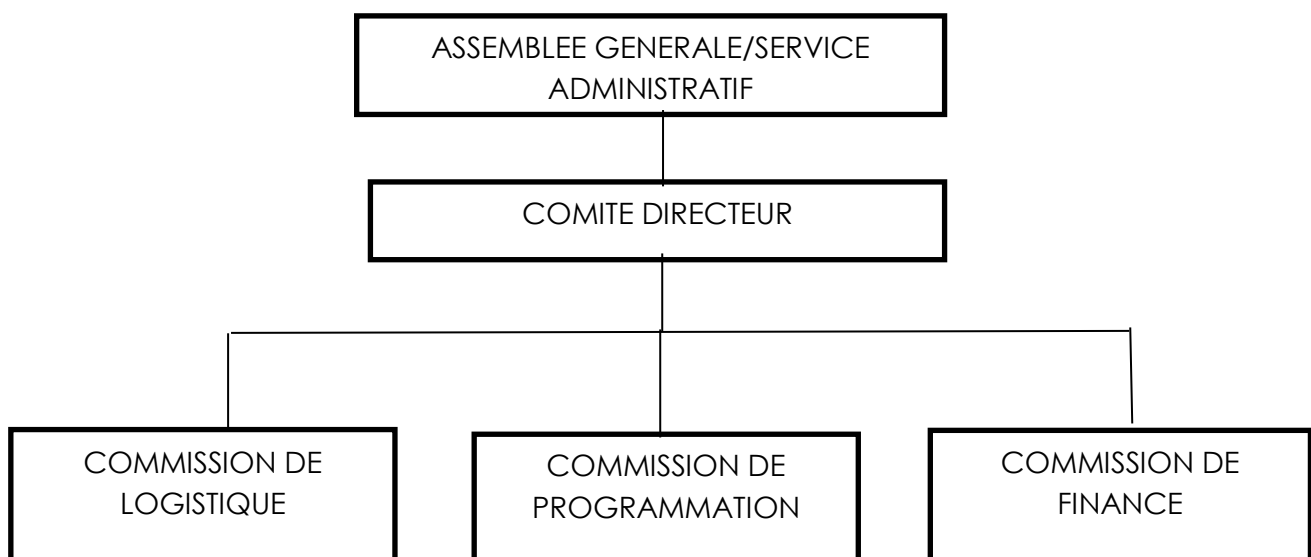 ASSEMBLEE GENERALE/SERVICE
ADMINISTRATIF
COMITE DIRECTEUR
COMMISSION DE
LOGISTIQUE
COMMISSION DE
PROGRAMMATION
COMMISSION DE
FINANCE